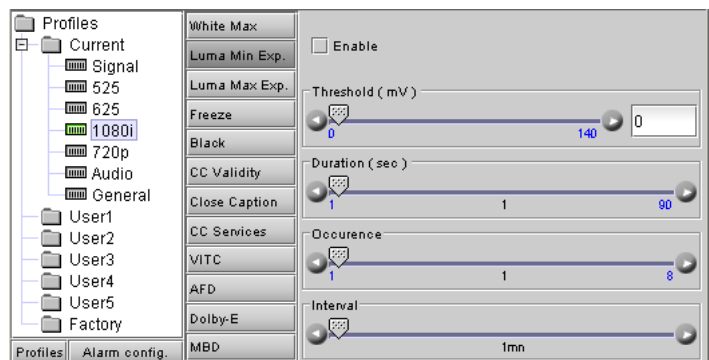 Profiles
Current
Signal
525
625
1080i
720p
Audio
General
User1
User2
User3
User4
User5
Factory
Profiles
Alarm config.
White Max
Luma Min Exp.
Luma Max Exp.
Freeze
Black
CC Validity
Close Caption
CC Services
VITC
AFD
Dolby-E
MBD
Enable
Threshold ( mV )
0 140 0
Duration ( sec )
1 1 90
Occurence
1 1 8
Interval
1mn